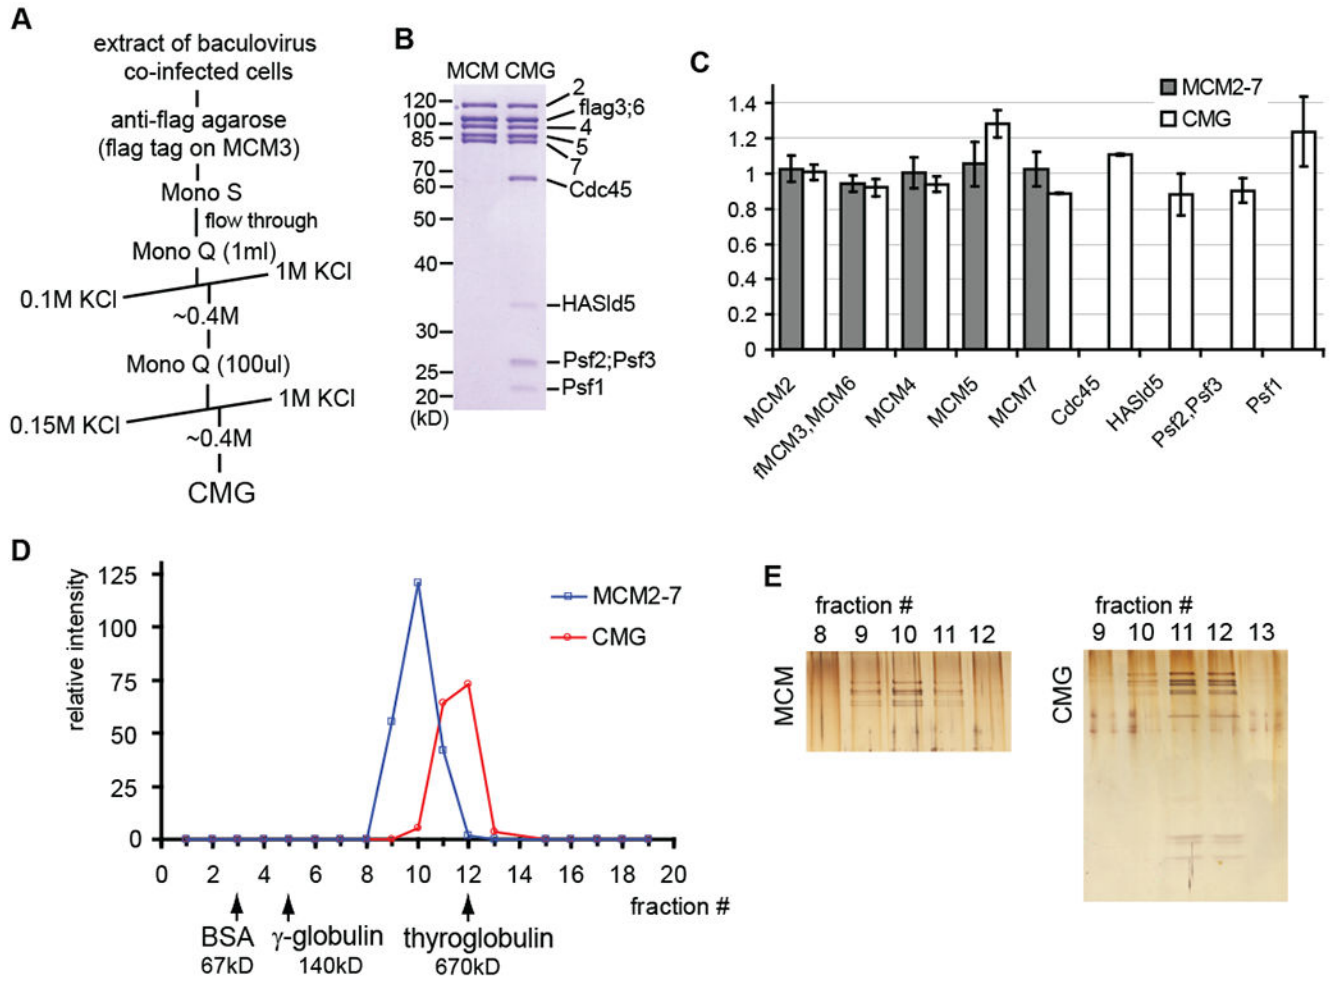 A
extract of baculovirus
co-infected cells
anti-flag agarose
(flag tag on MCM3)
Mono S
flow through
Mono Q (1ml)
1M KCl
0.1M KCl
~0.4M
Mono Q (100ul)
1M KCl
0.15M KCl
~0.4M
CMG
B
MCM CMG
2
flag3;6
4
5
7
Cdc45
HASld5
Psf2;Psf3
Psf1
120
100
85
70
60
50
40
30
25
20
(kD)
C
MCM2-7
CMG
1.4
1.2
1
0.8
0.6
0.4
0.2
0
MCM2
fMCM3,MCM6
MCM4
MCM5
MCM7
Cdc45
HASld5
Psf2,Psf3
Psf1
D
relative intensity
125
100
75
50
25
0
MCM2-7
CMG
0 2 4 6 8 10 12 14 16 18 20
fraction #
BSA
67kD
γ-globulin
140kD
thyroglobulin
670kD
E
fraction #
8 9 10 11 12
MCM
fraction #
9 10 11 12 13
CMG